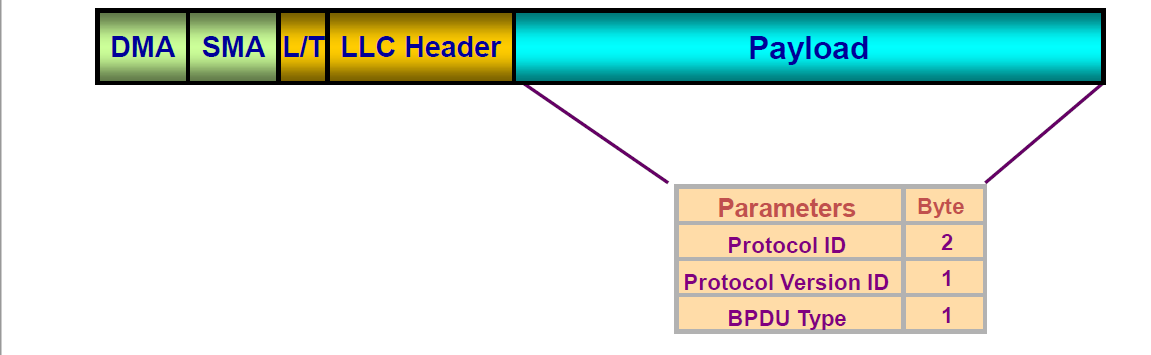 DMA SMA L/T LLC Header Payload
Parameters Byte
Protocol ID 2
Protocol Version ID 1
BPDU Type 1